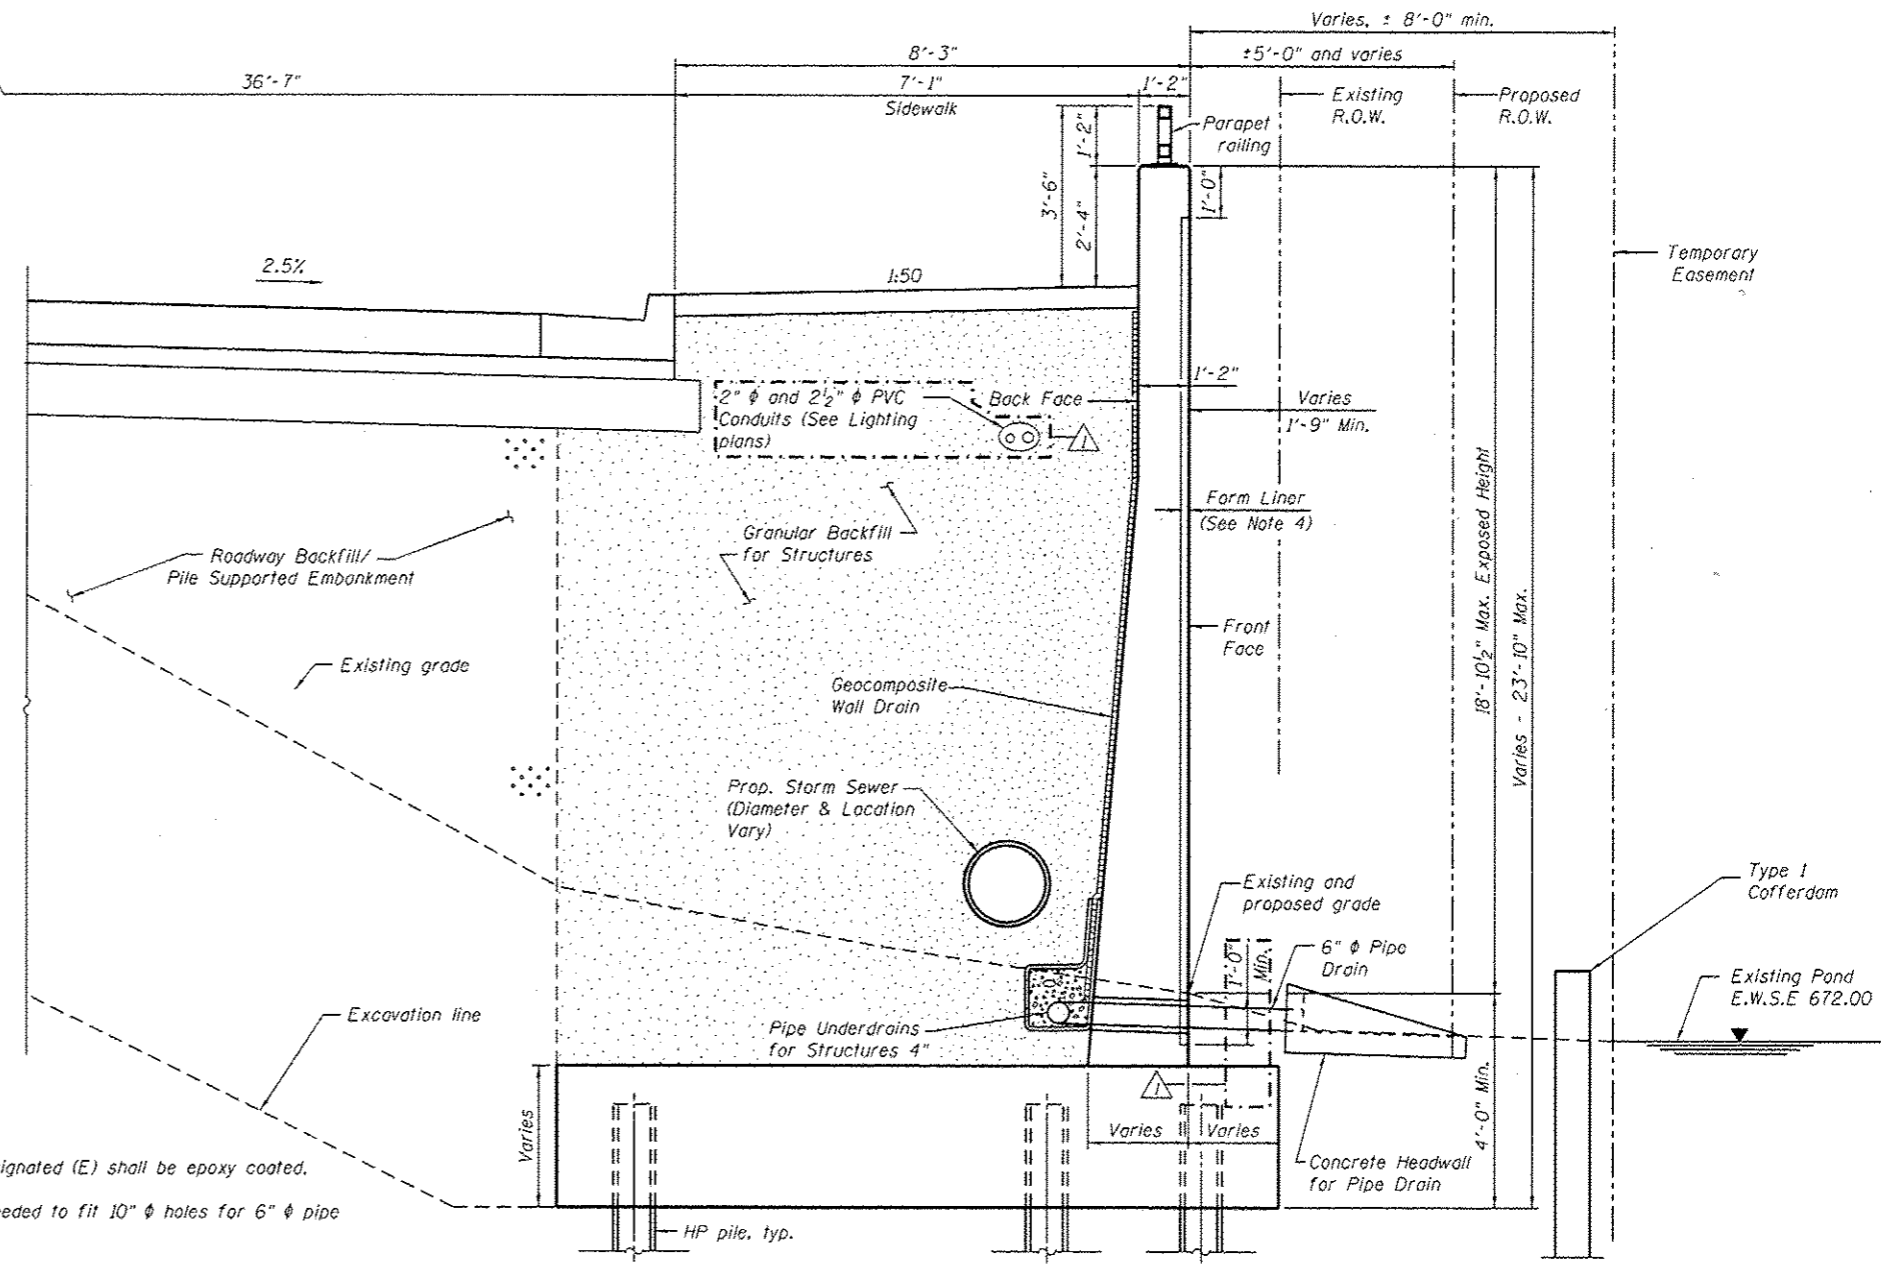 Varies, ± 8'-0" min.
8'-3"
±5'-0" and varies
36'-7"
7'-1"
1'-2"
Sidewalk
Existing
R.O.W.
Proposed
R.O.W.
Parapet
railing
1'-2"
3'-6"
2'-4"
1'-0"
Temporary
Easement
2.5%
1:50
1'-2"
2" ϕ and 2½" ϕ PVC
Conduits (See Lighting
plans)
Back Face
1
Varies
1'-9" Min.
Form Liner
(See Note 4)
Granular Backfill
for Structures
Roadway Backfill/
Pile Supported Embankment
18'-10½" Max. Exposed Height
Varies - 23'-10" Max.
Front
Face
Existing grade
Geocomposite
Wall Drain
Prop. Storm Sewer
(Diameter & Location
Vary)
Existing and
proposed grade
Type 1
Cofferdam
6" ϕ Pipe
Drain
1'-0"
Min.
Existing Pond
E.W.S.E 672.00
Excavation line
Pipe Underdrains
for Structures 4"
1
4'-0" Min.
Varies
Varies
Varies
Concrete Headwall
for Pipe Drain
ignated (E) shall be epoxy coated.
eded to fit 10" ϕ holes for 6" ϕ pipe
HP pile, typ.